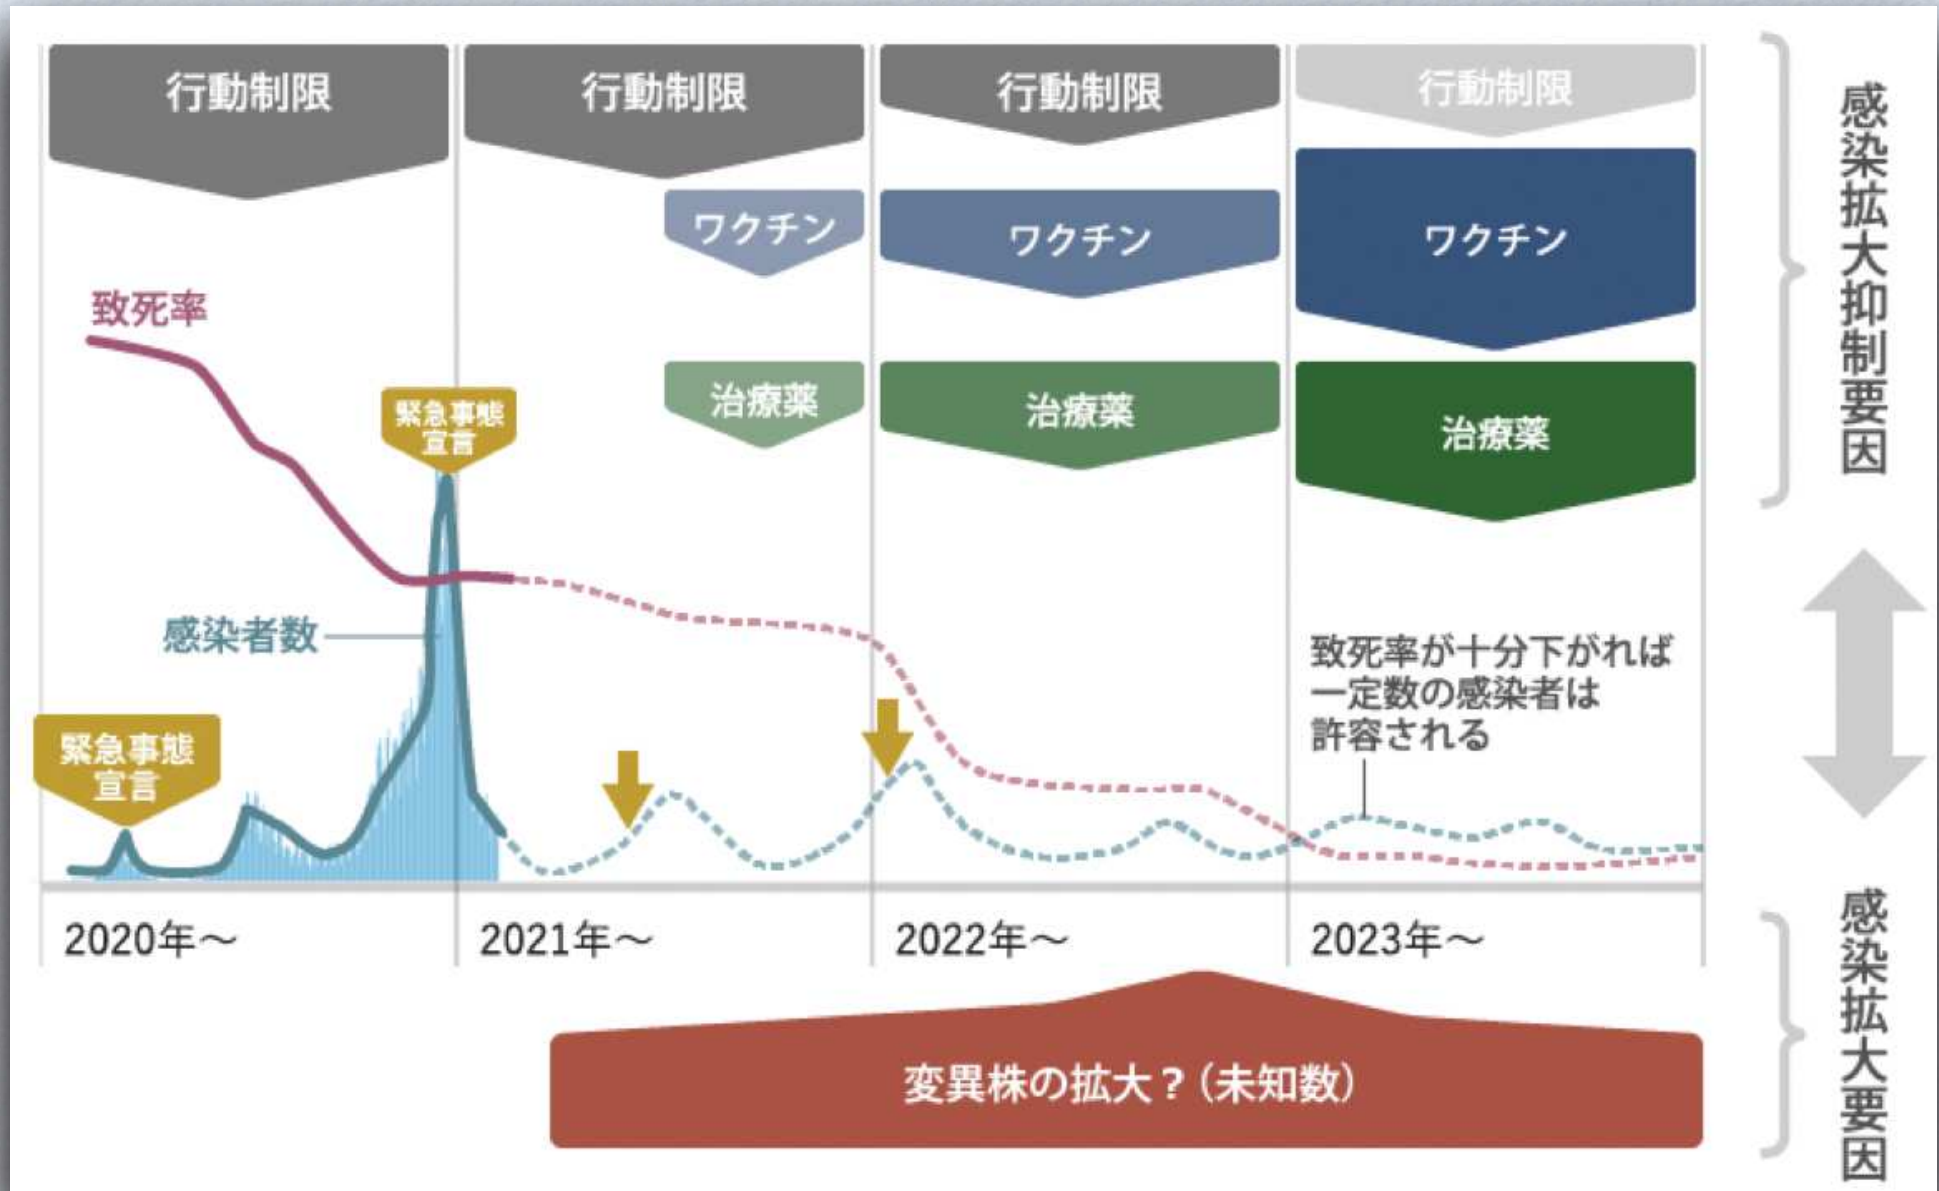 行動制限
行動制限
行動制限
行動制限
ワクチン
ワクチン
ワクチン
致死率
緊急事態
宣言
治療薬
治療薬
治療薬
感染拡大抑制要因
感染者数
緊急事態
宣言
致死率が十分下がれば
一定数の感染者は
許容される
2020年〜
2021年〜
2022年〜
2023年〜
変異株の拡大？（未知数）
感染拡大要因